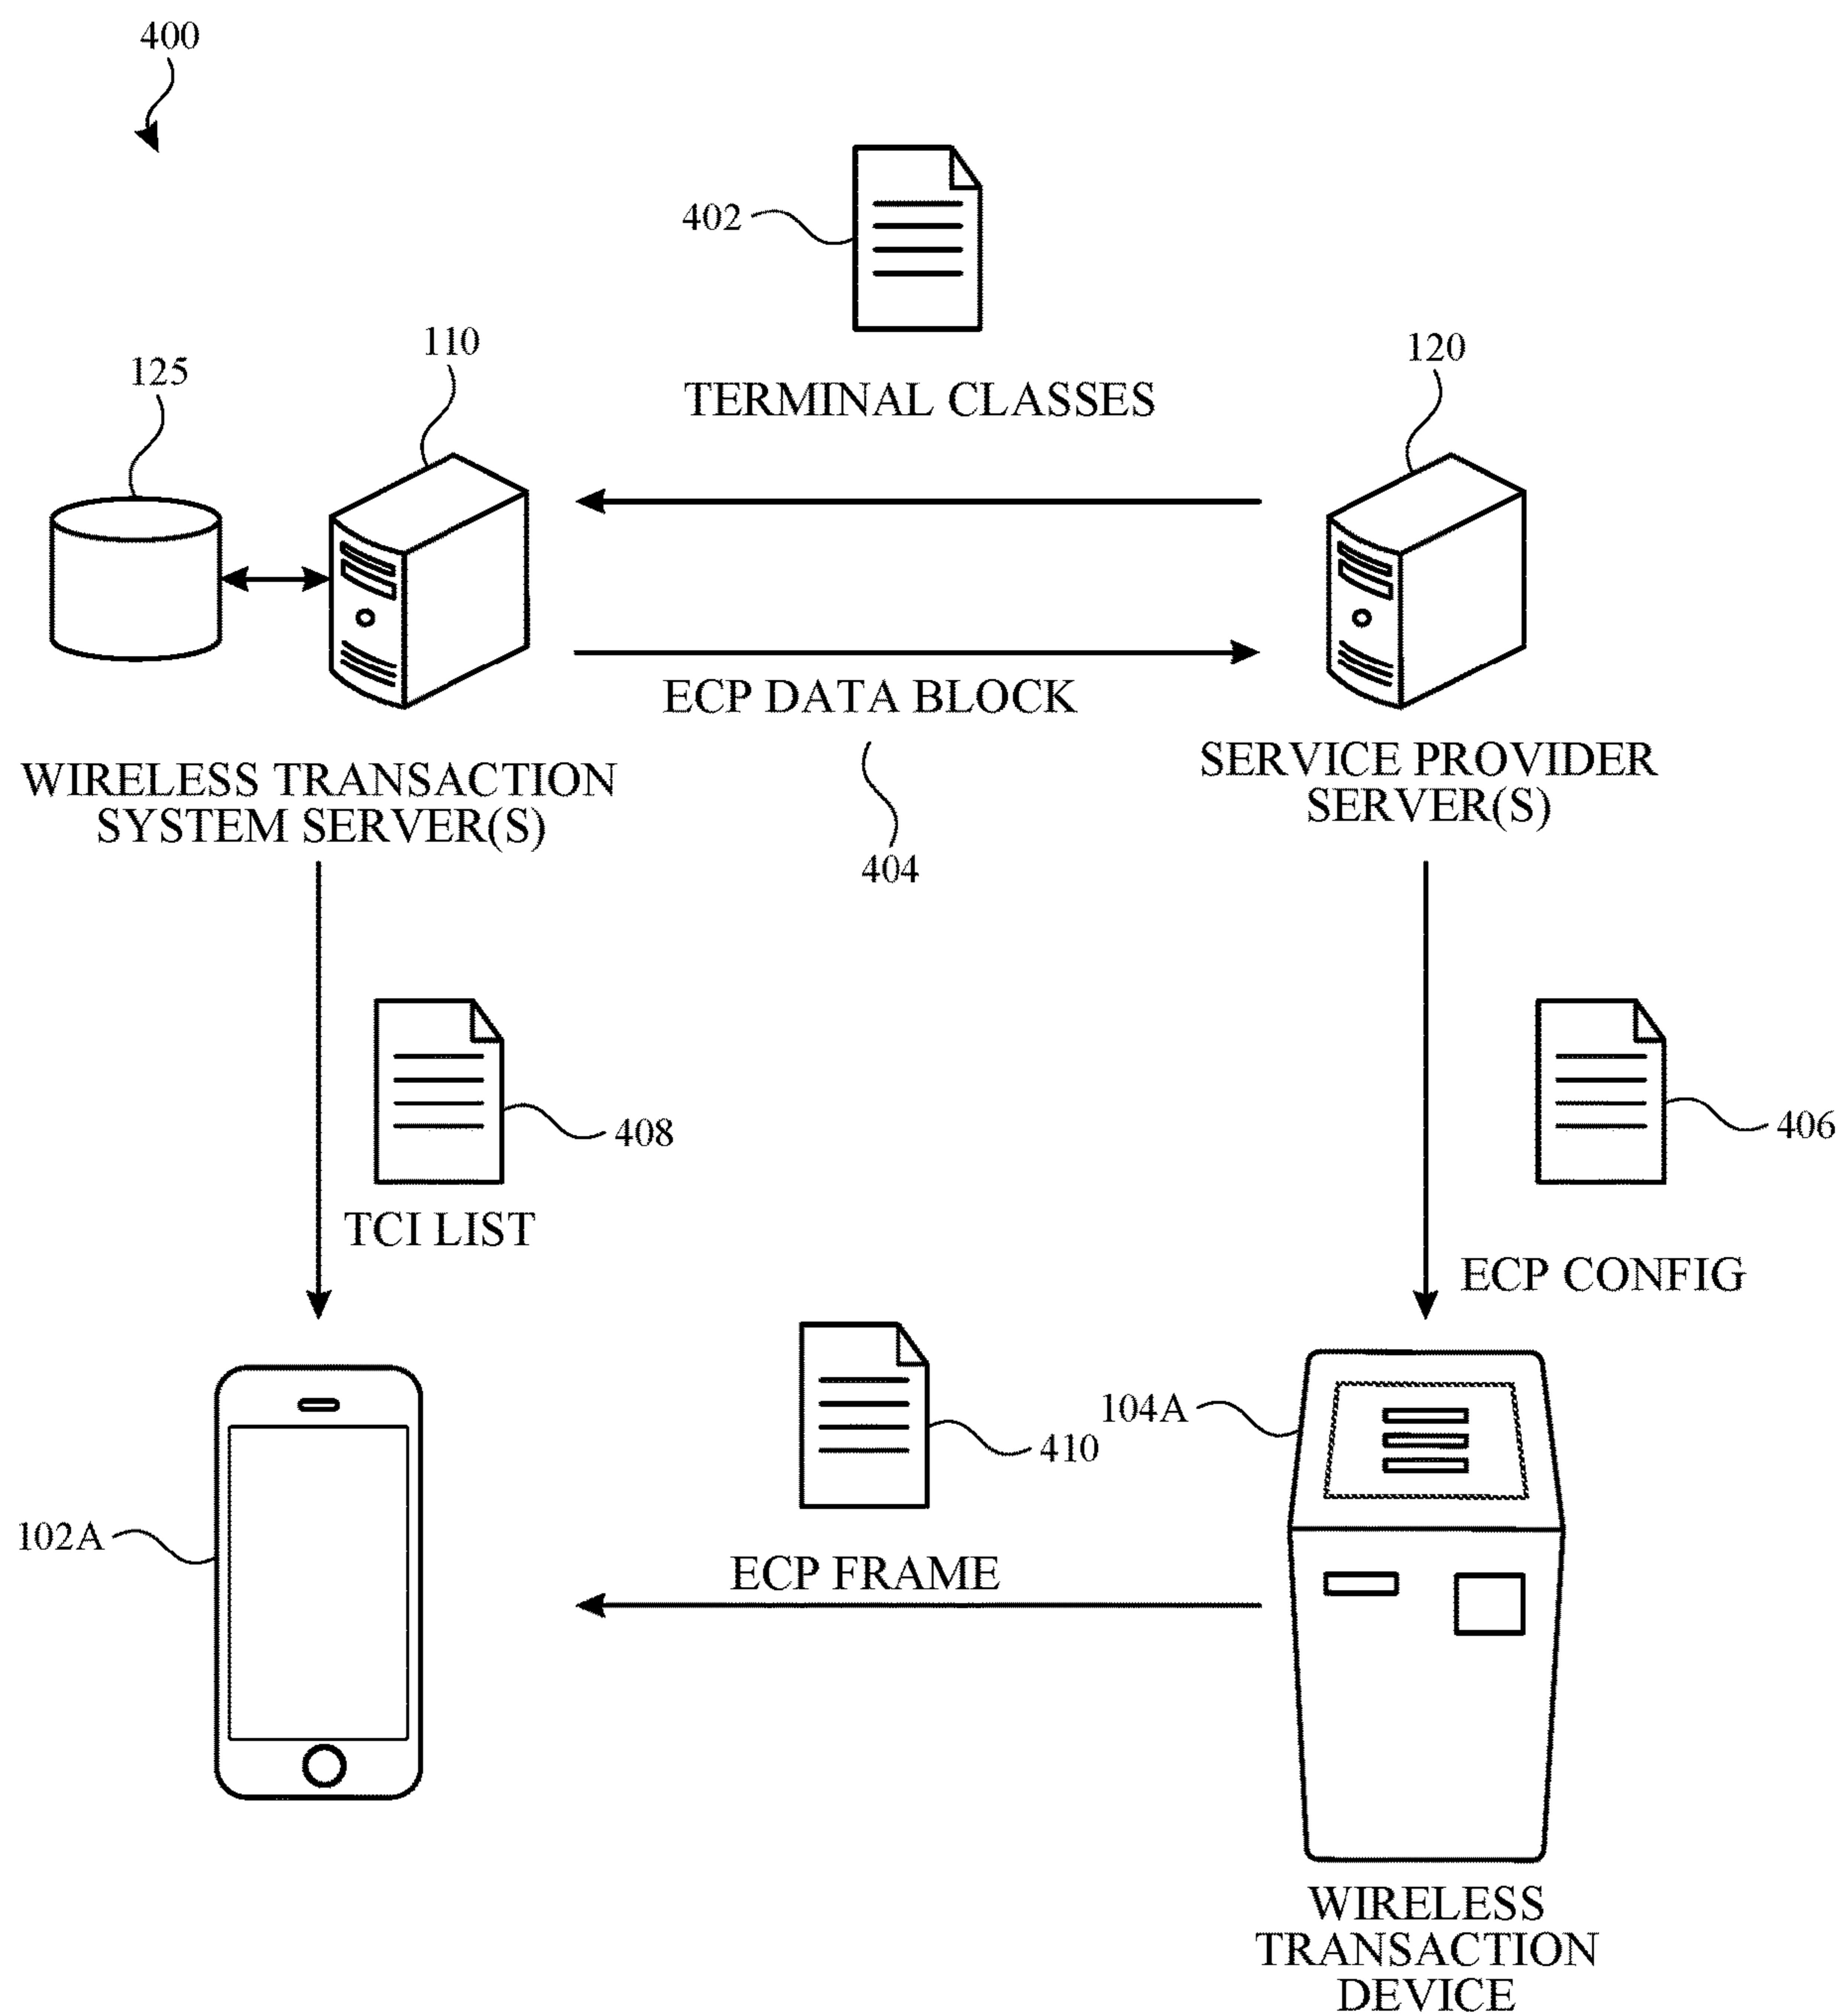 400
402
110
120
125
TERMINAL CLASSES
ECP DATA BLOCK
SERVICE PROVIDER
SERVER(S)
WIRELESS TRANSACTION
SYSTEM SERVER(S)
404
408
406
TCI LIST
ECP CONFIG
104A
410
102A
ECP FRAME
WIRELESS
TRANSACTION
DEVICE